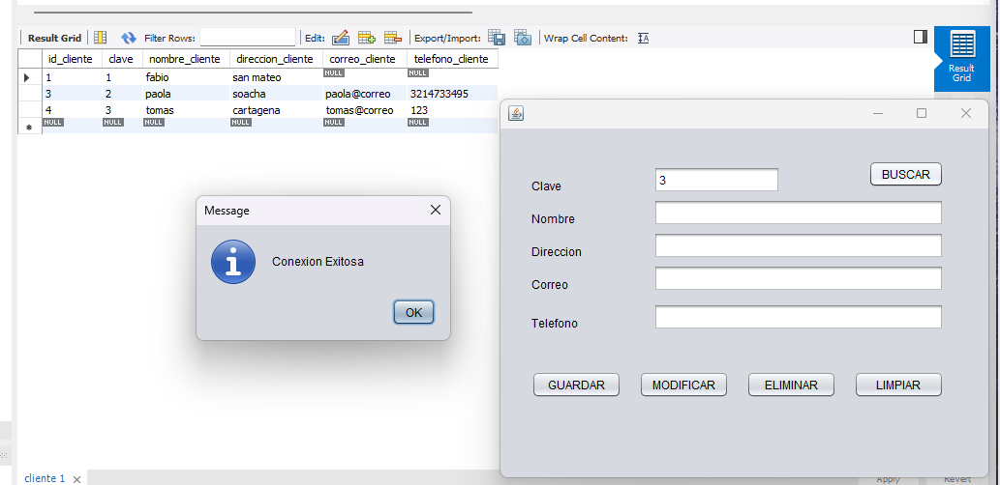 Result Grid Filter Rows: Edit: Export/Import: Wrap Cell Content: IA
id_cliente clave nombre_cliente direccion_cliente correo_cliente telefono_cliente
1 1 fabio san mateo NULL NULL
3 2 paola soacha paola@correo 3214733495
4 3 tomas cartagena tomas@correo 123
NULL NULL NULL NULL NULL NULL
Result
Grid
Message
Conexion Exitosa
OK
Clave 3 BUSCAR
Nombre
Direccion
Correo
Telefono
GUARDAR MODIFICAR ELIMINAR LIMPIAR
cliente 1
Apply Revert